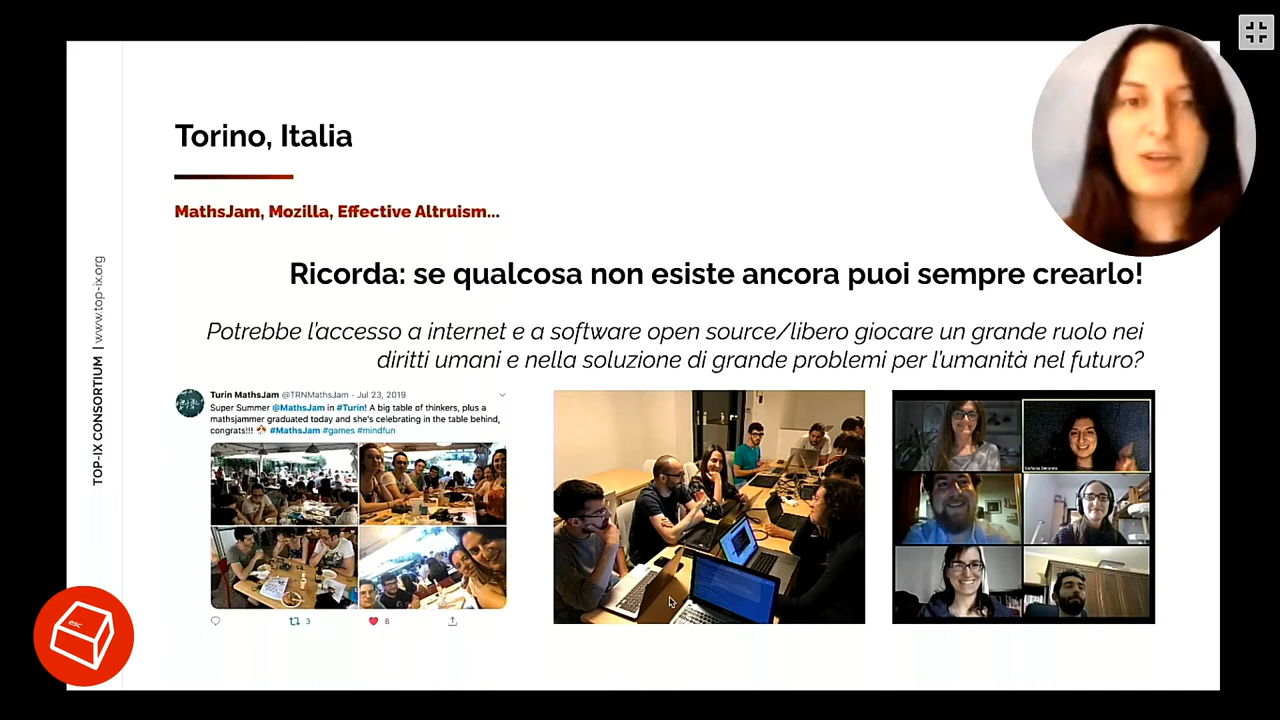 Torino, Italia
MathsJam, Mozilla, Effective Altruism...
Ricorda: se qualcosa non esiste ancora puoi sempre crearlo!
Potrebbe l'accesso a internet e a software open source/libero giocare un grande ruolo nei
diritti umani e nella soluzione di grande problemi per l'umanità nel futuro?
Turin MathsJam @TRNMathsJam · Jul 23, 2019
Super Summer @MathsJam in #Turin! A big table of thinkers, plus a
mathsjammer graduated today and she's celebrating in the table behind,
congrats!!! #MathsJam #games #mindfun
3
6
TOP-IX CONSORTIUM | www.top-ix.org
esc